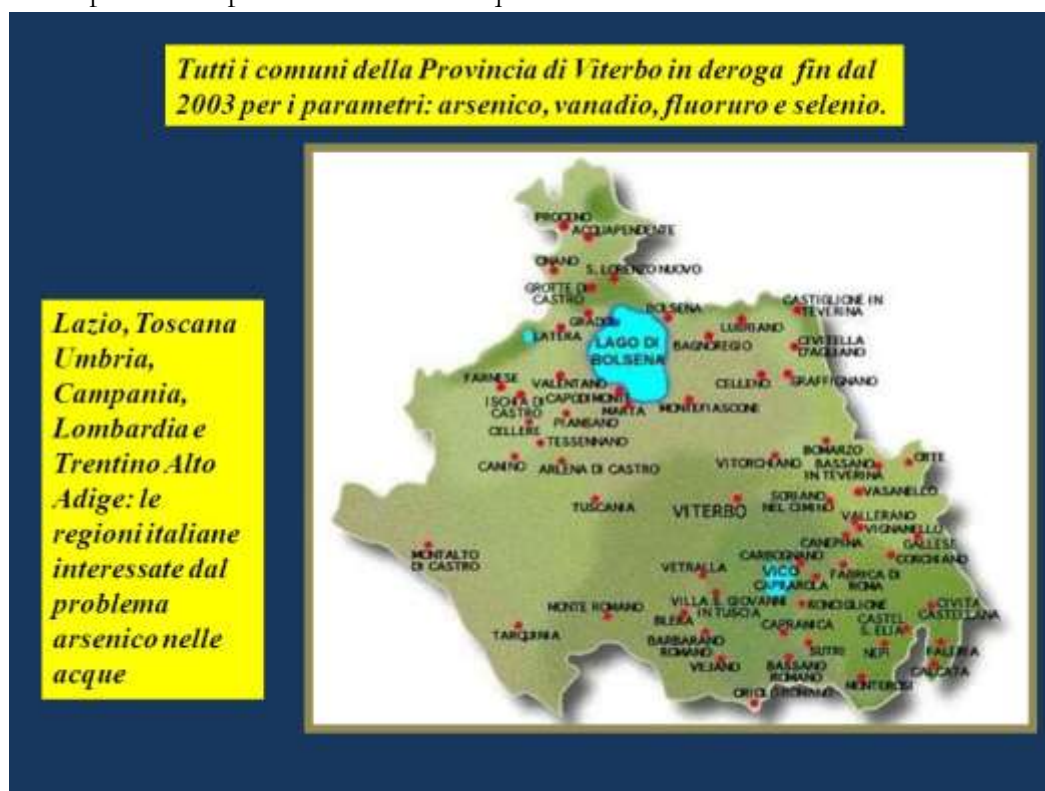 Tutti i comuni della Provincia di Viterbo in deroga fin dal
2003 per i parametri: arsenico, vanadio, fluoruro e selenio.
Lazio, Toscana
Umbria,
Campania,
Lombardia e
Trentino Alto
Adige: le
regioni italiane
interessate dal
problema
arsenico nelle
acque
PROCENO
ACQUAPENDENTE
ONANO
S. LORENZO NUOVO
GROTTE DI
CASTRO
GRADOLI
BOLSENA
CASTIGLIONE IN
TEVERINA
LATERA
LAGO DI
BOLSENA
LUBRIANO
BAGNOREGIO
CIVITELLA
D'AGLIANO
FARNESE
VALENTANO
CELLENO
GRAFFIGNANO
ISCHIA DI
CASTRO
CAPODIMONTE
MARTA
MONTEFIASCONE
CELLERE
PIANSANO
TESSENNANO
CANINO
ARLENA DI CASTRO
VITORCHIANO
BOMARZO
BASSANO
IN TEVERINA
ORTE
TUSCANIA
VITERBO
SORIANO
NEL CIMINO
VASANELLO
VALLERANO
VIGNANELLO
CANEPINA
GALLESE
CORCHIANO
MONTALTO
DI CASTRO
CARBOGNANO
VETRALLA
VICO
CAPRAROLA
FABRICA DI
ROMA
MONTE ROMANO
VILLA S. GIOVANNI
IN TUSCIA
RONCIGLIONE
CASTEL
S. ELIA
CIVITA
CASTELLANA
TARQUINIA
BLERA
BARBARANO
ROMANO
CAPRANICA
SUTRI
NEPI
FALERIA
VEJANO
BASSANO
ROMANO
MONTEROSI
CALCATA
ORIOLO ROMANO